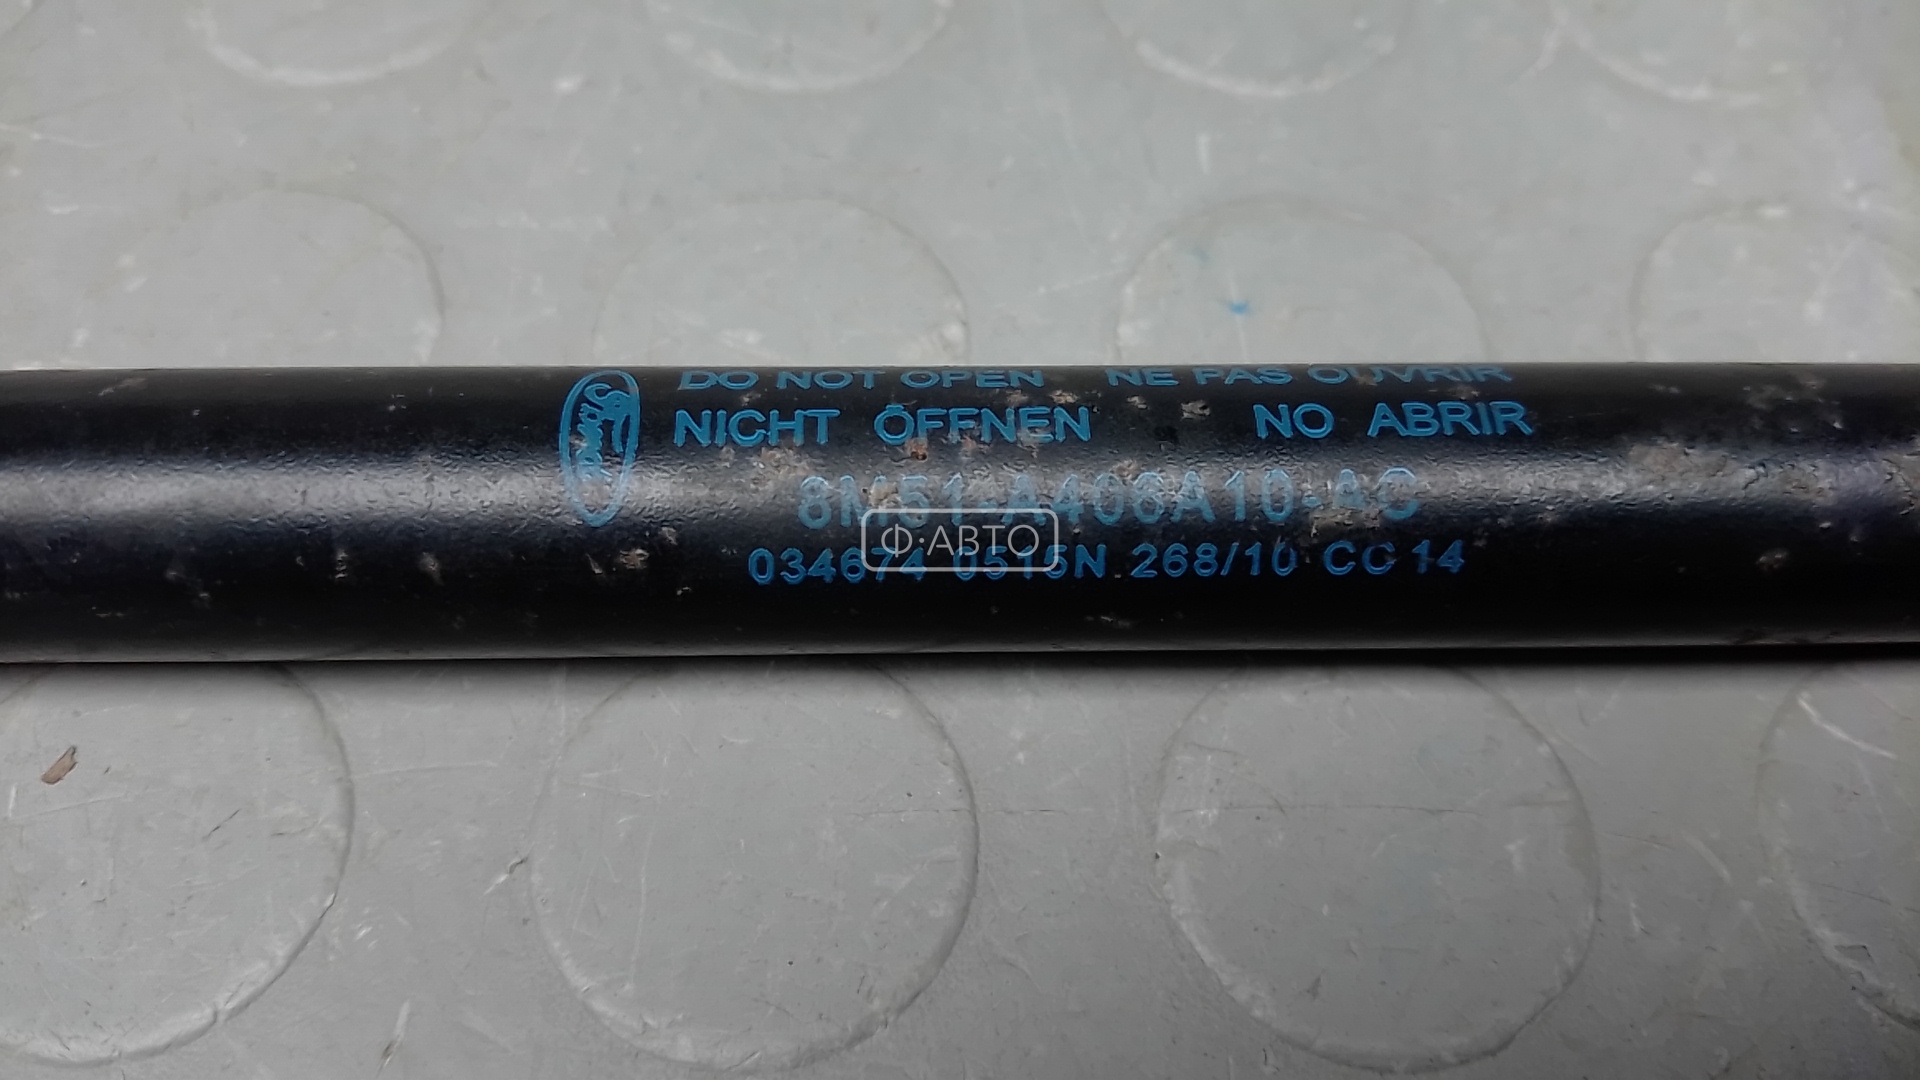 DO NOT OPEN NE PAS OUVRIR
NICHT ÖFFNEN NO ABRIR
8M51-A406A10-AC
034674 0515N 268/10 CC 14
Ф·АВТО